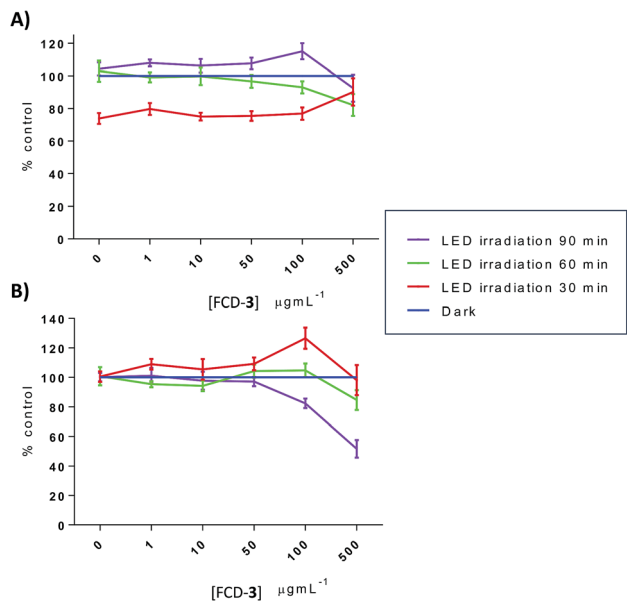 A)
120
100
80
60
40
20
0
% control
0 1 10 50 100 500
[FCD-3] µgmL⁻¹
LED irradiation 90 min
LED irradiation 60 min
LED irradiation 30 min
Dark
B)
140
120
100
80
60
40
20
0
% control
0 1 10 50 100 500
[FCD-3] µgmL⁻¹